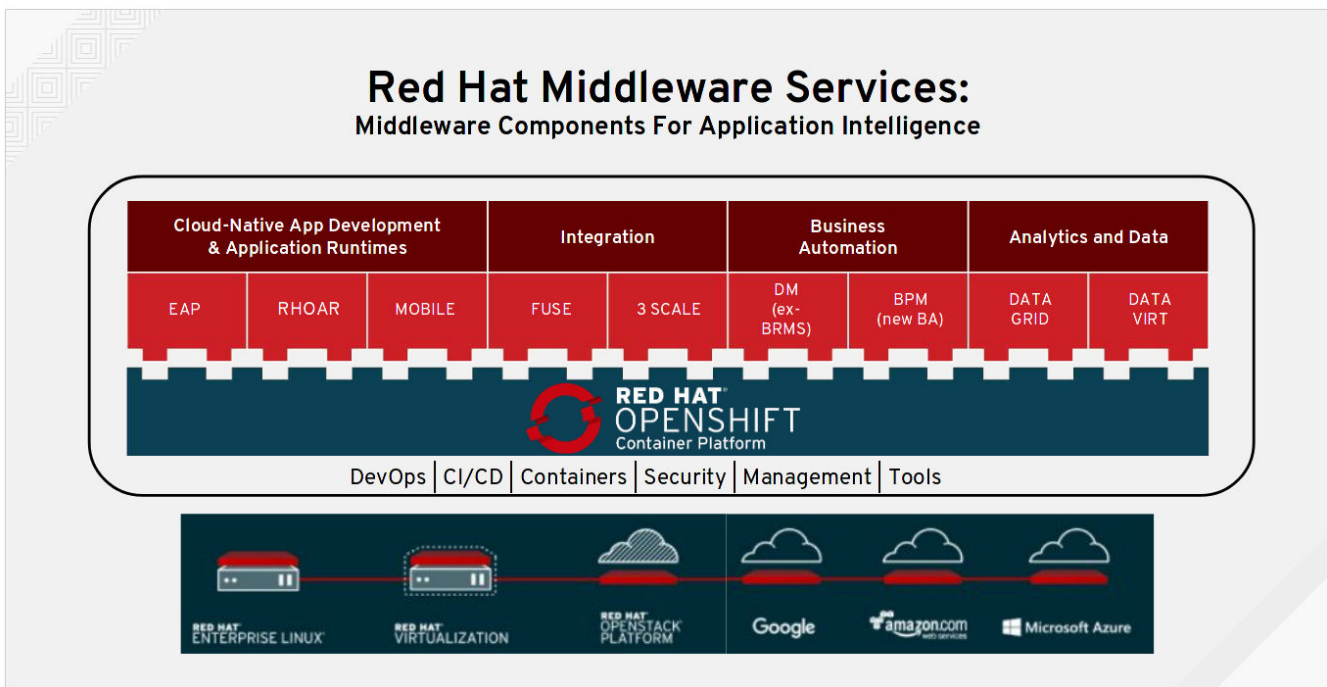 Red Hat Middleware Services:
Middleware Components For Application Intelligence
Cloud-Native App Development
& Application Runtimes
Integration
Business
Automation
Analytics and Data
EAP
RHOAR
MOBILE
FUSE
3 SCALE
DM
(ex-
BRMS)
BPM
(new BA)
DATA
GRID
DATA
VIRT
RED HAT®
OPENSHIFT
Container Platform
DevOps | CI/CD | Containers | Security | Management | Tools
RED HAT®
ENTERPRISE LINUX®
RED HAT®
VIRTUALIZATION
RED HAT®
OPENSTACK®
PLATFORM
Google
amazon.com
web services
Microsoft Azure